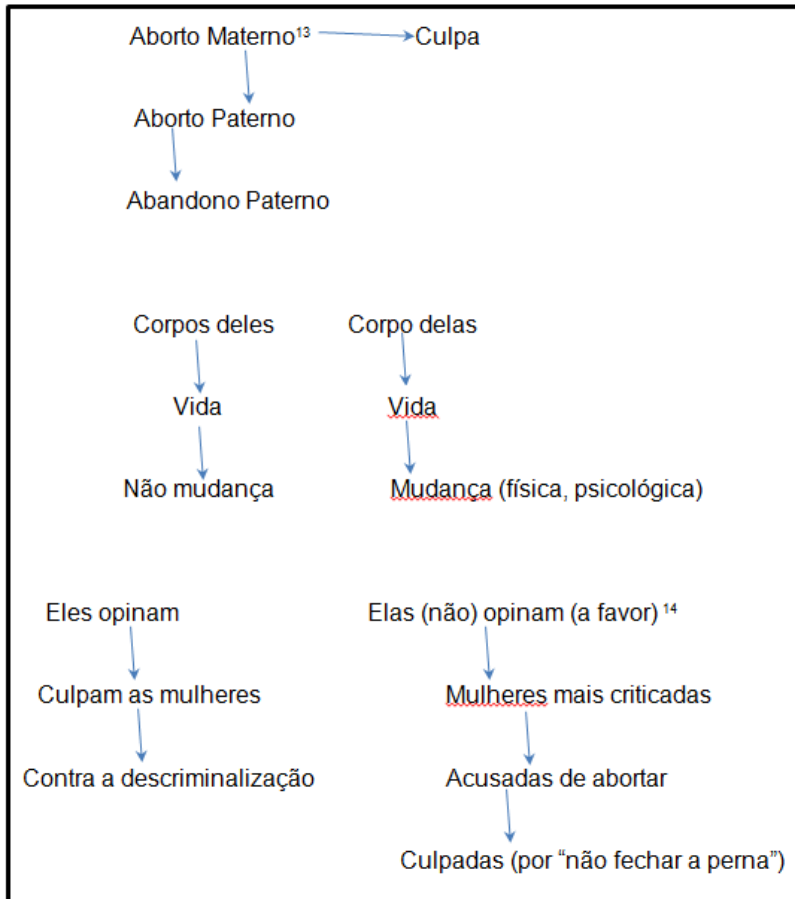 Aborto Materno¹³ Culpa
Aborto Paterno
Abandono Paterno
Corpos deles Corpo delas
Vida Vida
Não mudança Mudança (física, psicológica)
Eles opinam Elas (não) opinam (a favor) ¹⁴
Culpam as mulheres Mulheres mais criticadas
Contra a descriminalização Acusadas de abortar
Culpadas (por “não fechar a perna”)